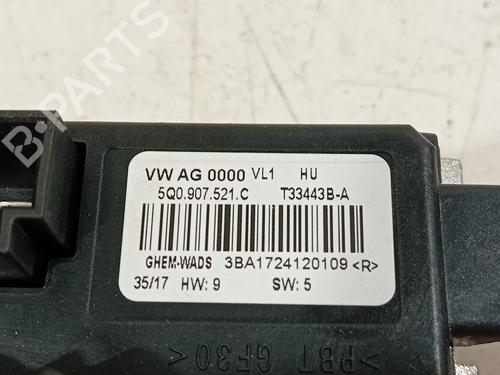 B-PARTS
VW AG 0000 VL1 HU
5Q0.907.521.C T33443B-A
GHEM-WADS 3BA1724120109 <R>
35/17 HW: 9 SW: 5
>PBT GF30<